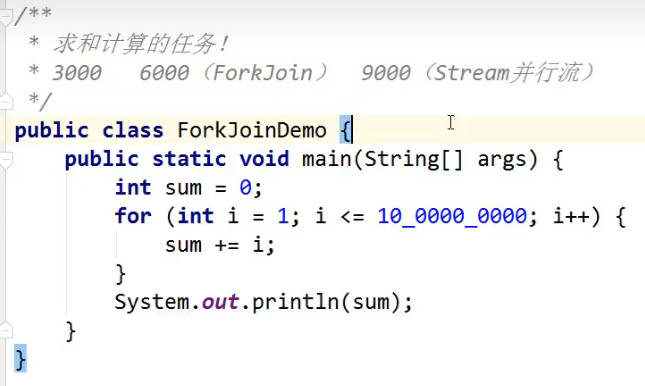 /**
 * 求和计算的任务！
 * 3000   6000（ForkJoin）  9000（Stream并行流）
 */
public class ForkJoinDemo {
    public static void main(String[] args) {
        int sum = 0;
        for (int i = 1; i <= 10_0000_0000; i++) {
            sum += i;
        }
        System.out.println(sum);
    }
}